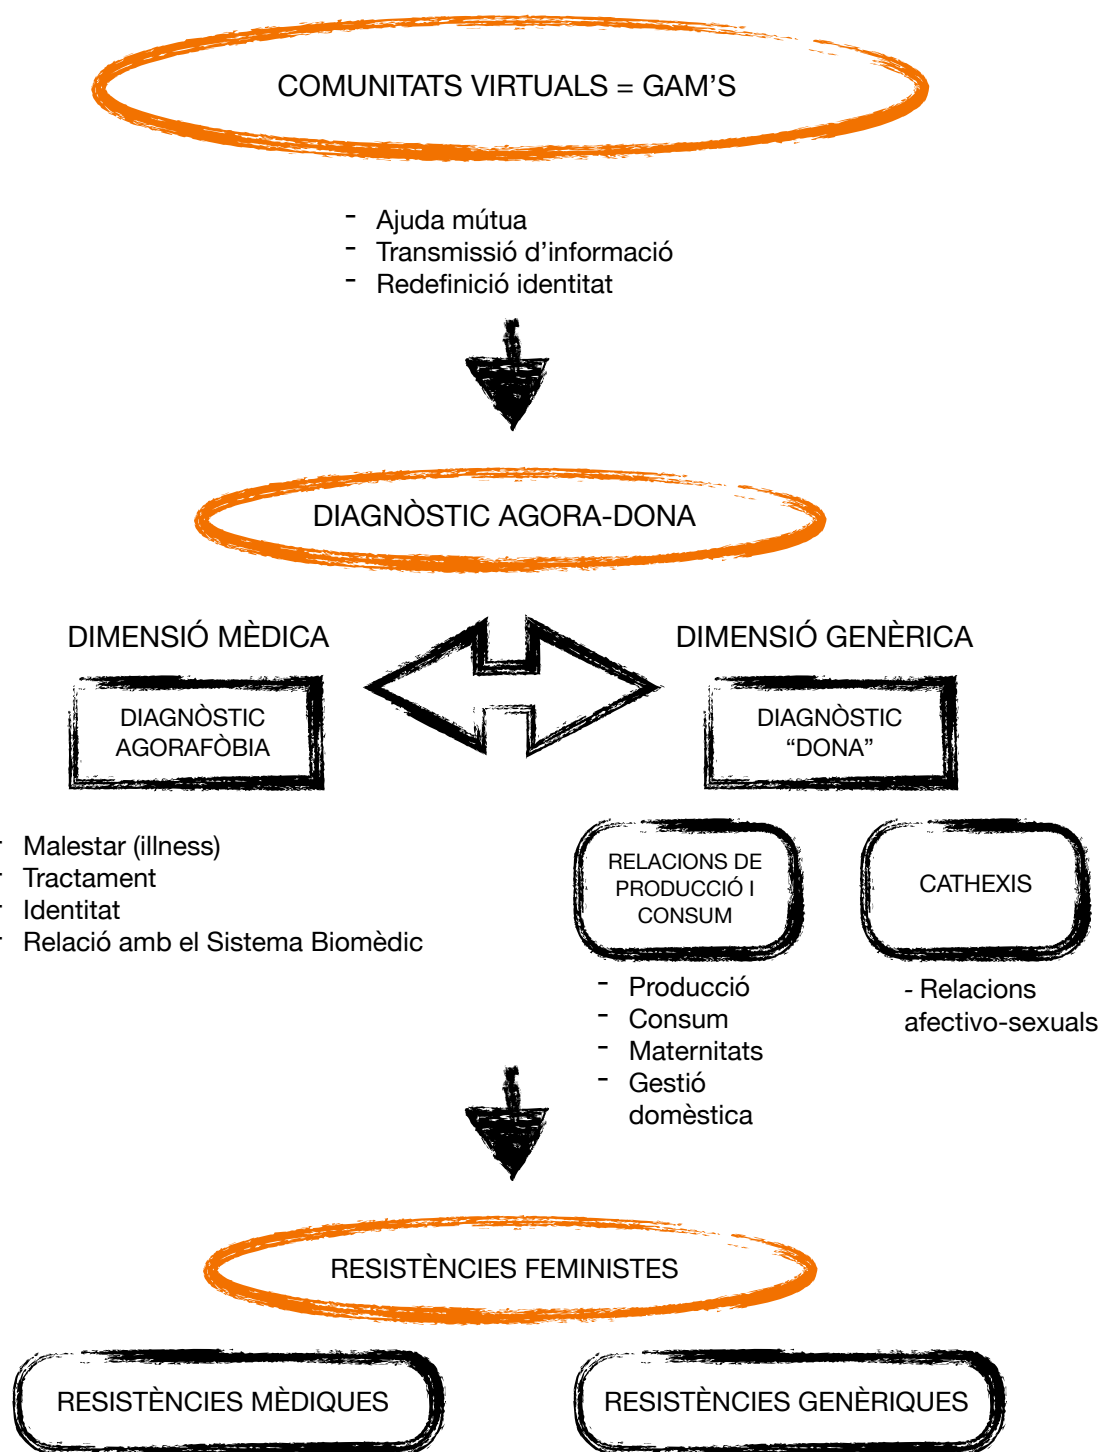 COMUNITATS VIRTUALS = GAM’S
- Ajuda mútua
- Transmissió d’informació
- Redefinició identitat
DIAGNÒSTIC AGORA-DONA
DIMENSIÓ MÈDICA
DIAGNÒSTIC
AGORAFÒBIA
- Malestar (illness)
- Tractament
- Identitat
- Relació amb el Sistema Biomèdic
DIMENSIÓ GENÈRICA
DIAGNÒSTIC
“DONA”
RELACIONS DE
PRODUCCIÓ I
CONSUM
- Producció
- Consum
- Maternitats
- Gestió
domèstica
CATHEXIS
- Relacions
afectivo-sexuals
RESISTÈNCIES FEMINISTES
RESISTÈNCIES MÈDIQUES
RESISTÈNCIES GENÈRIQUES